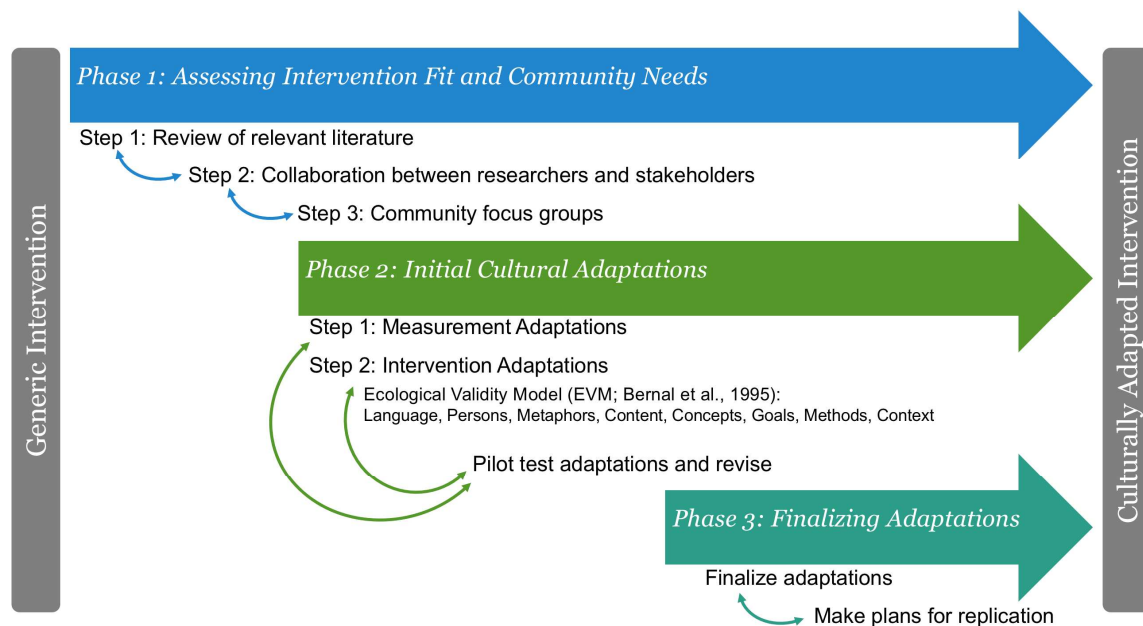 Generic Intervention
Phase 1: Assessing Intervention Fit and Community Needs
Step 1: Review of relevant literature
Step 2: Collaboration between researchers and stakeholders
Step 3: Community focus groups
Phase 2: Initial Cultural Adaptations
Step 1: Measurement Adaptations
Step 2: Intervention Adaptations
Ecological Validity Model (EVM; Bernal et al., 1995):
Language, Persons, Metaphors, Content, Concepts, Goals, Methods, Context
Pilot test adaptations and revise
Phase 3: Finalizing Adaptations
Finalize adaptations
Make plans for replication
Culturally Adapted Intervention